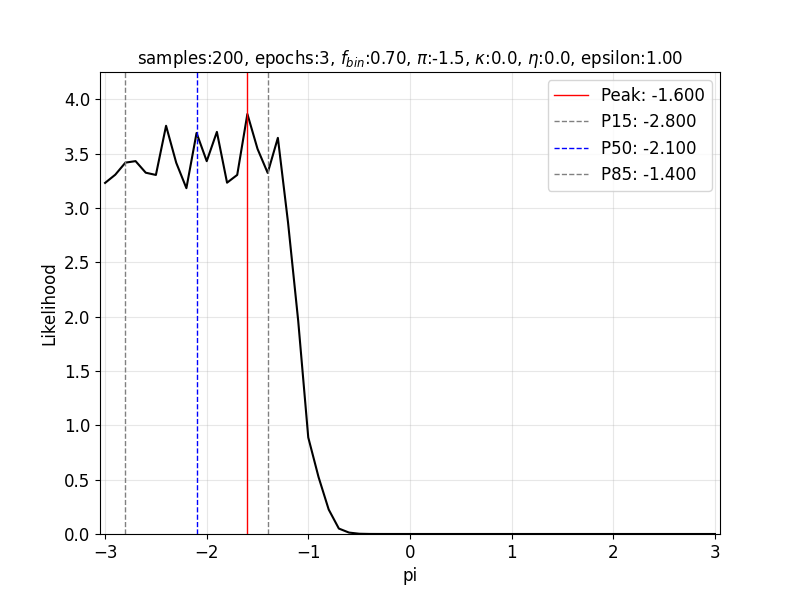 samples:200, epochs:3, f_bin:0.70, π:-1.5, κ:0.0, η:0.0, epsilon:1.00
Peak: -1.600
P15: -2.800
P50: -2.100
P85: -1.400
Likelihood
4.0
3.5
3.0
2.5
2.0
1.5
1.0
0.5
0.0
−3 −2 −1 0 1 2 3
pi